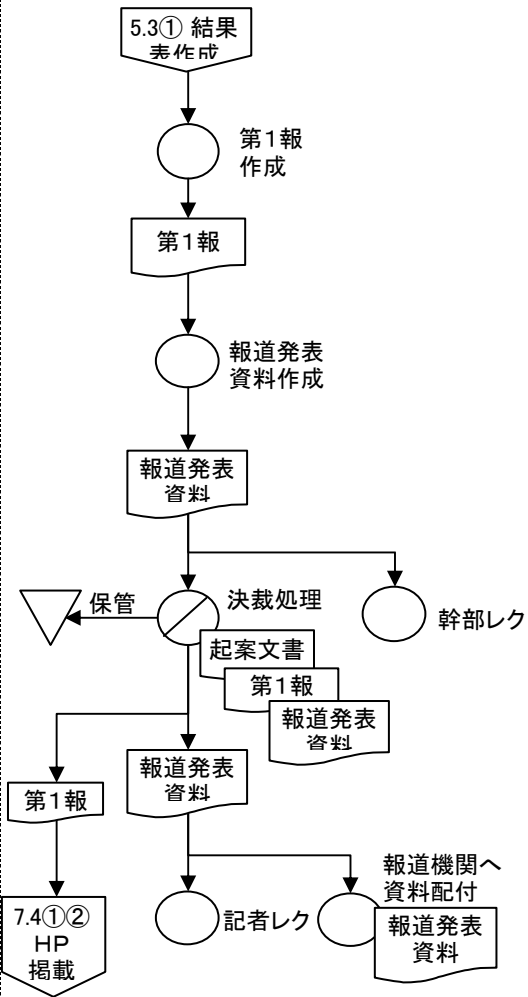 5.3① 結果
表作成
第1報
作成
第1報
報道発表
資料作成
報道発表
資料
保管
決裁処理
幹部レク
起案文書
第1報
報道発表
資料
報道発表
資料
第1報
7.4①②
HP
掲載
記者レク
報道機関へ
資料配付
報道発表
資料